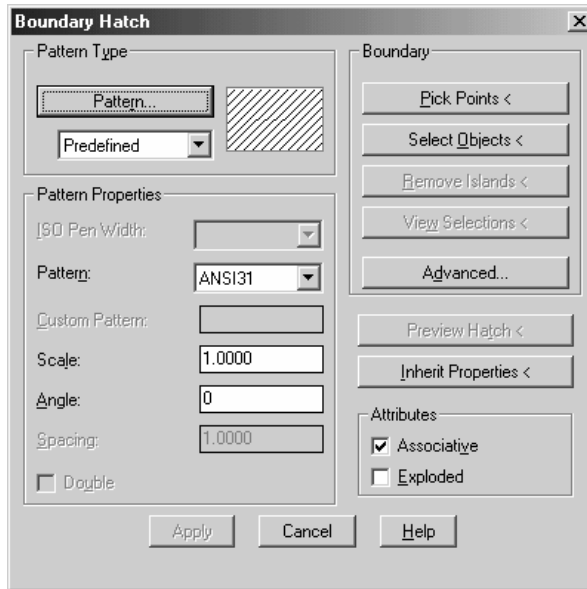 Boundary Hatch
Pattern Type
Pattern...
Predefined
Pattern Properties
ISO Pen Width:
Pattern:
ANSI31
Custom Pattern:
Scale:
1.0000
Angle:
0
Spacing:
1.0000
Double
Boundary
Pick Points <
Select Objects <
Remove Islands <
View Selections <
Advanced...
Preview Hatch <
Inherit Properties <
Attributes
Associative
Exploded
Apply
Cancel
Help